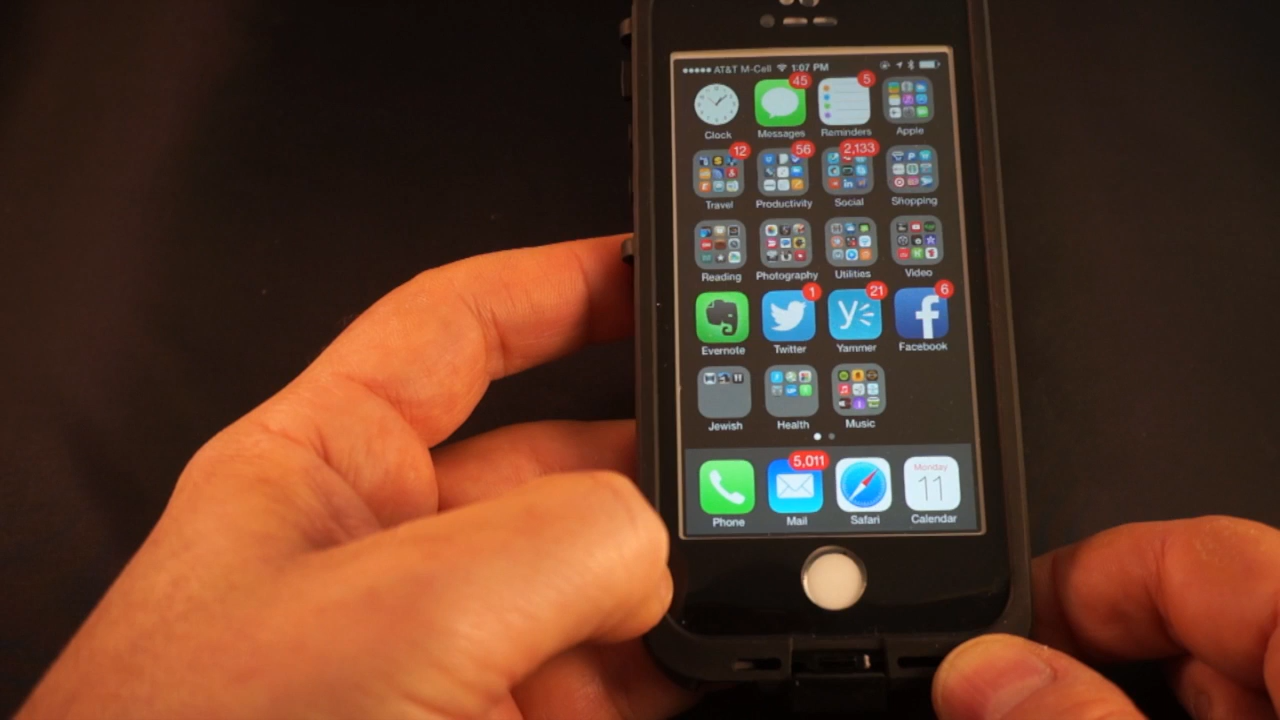 AT&T M-Cell 1:07 PM
45 5
Clock Messages Reminders Apple
12 56 2,133
Travel Productivity Social Shopping
Reading Photography Utilities Video
1 21 6
Evernote Twitter Yammer Facebook
Jewish Health Music
5,011 Monday
11
Phone Mail Safari Calendar